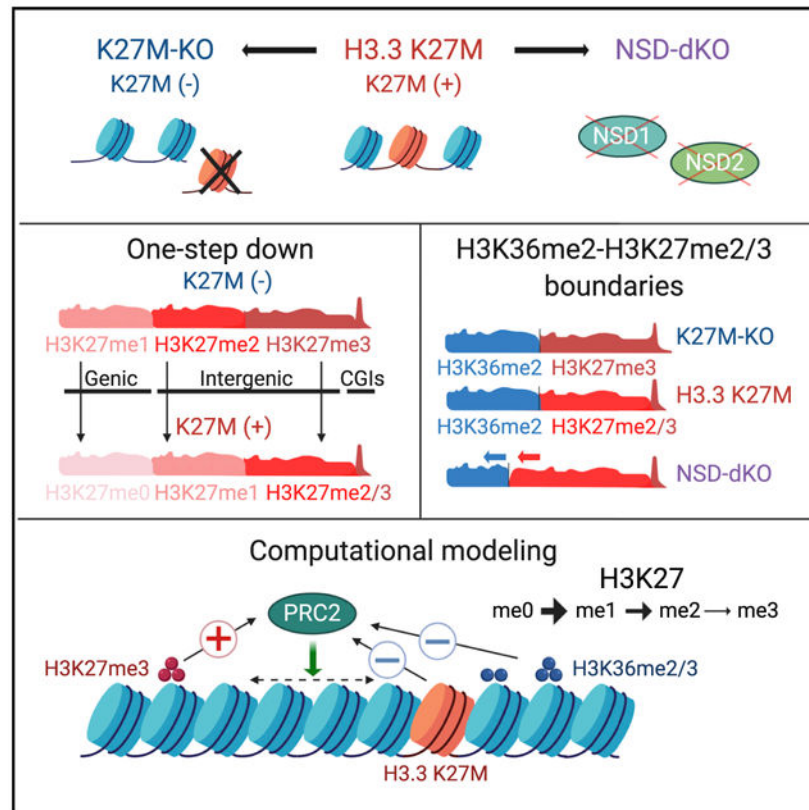 K27M-KO
K27M (-)
H3.3 K27M
K27M (+)
NSD-dKO
NSD1
NSD2
One-step down
K27M (-)
H3K27me1 H3K27me2 H3K27me3
Genic Intergenic CGIs
K27M (+)
H3K27me0 H3K27me1 H3K27me2/3
H3K36me2-H3K27me2/3
boundaries
K27M-KO
H3K36me2 H3K27me3
H3.3 K27M
H3K36me2 H3K27me2/3
NSD-dKO
Computational modeling
H3K27
me0 me1 me2 me3
PRC2
+
−
−
H3K27me3
H3K36me2/3
H3.3 K27M